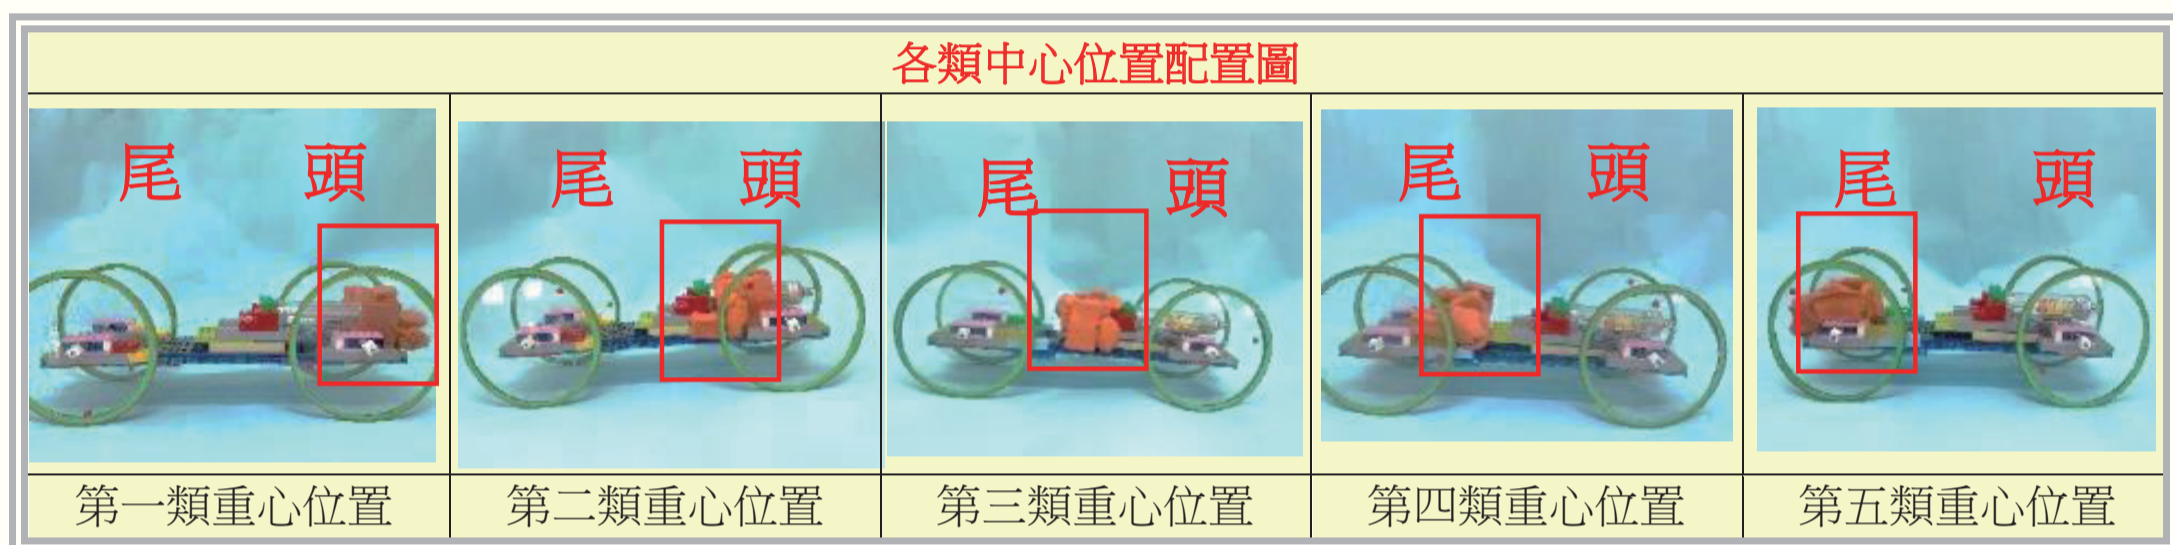 各類中心位置配置圖
尾 頭
尾 頭
尾 頭
尾 頭
尾 頭
第一類重心位置
第二類重心位置
第三類重心位置
第四類重心位置
第五類重心位置